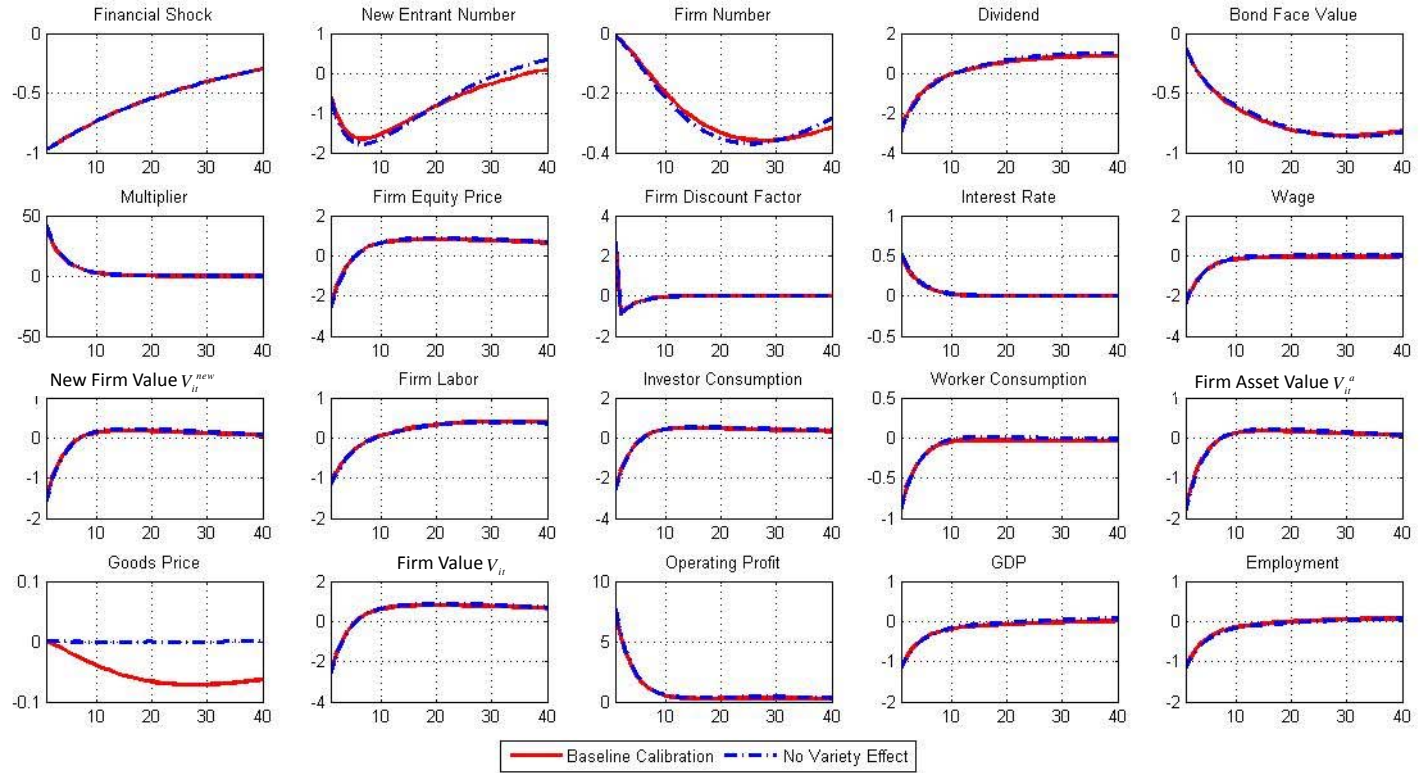 Financial Shock
New Entrant Number
Firm Number
Dividend
Bond Face Value
0
-0.5
-1
10 20 30 40
1
0
-1
-2
10 20 30 40
0
-0.2
-0.4
10 20 30 40
2
0
-2
-4
10 20 30 40
0
-0.5
-1
10 20 30 40
Multiplier
Firm Equity Price
Firm Discount Factor
Interest Rate
Wage
50
0
-50
10 20 30 40
2
0
-2
-4
10 20 30 40
4
2
0
-2
10 20 30 40
1
0.5
0
-0.5
10 20 30 40
2
0
-2
-4
10 20 30 40
New Firm Value V_{it}^{new}
Firm Labor
Investor Consumption
Worker Consumption
Firm Asset Value V_{it}^{a}
1
0
-1
-2
10 20 30 40
1
0
-1
-2
10 20 30 40
2
0
-2
-4
10 20 30 40
0.5
0
-0.5
-1
10 20 30 40
1
0
-1
-2
10 20 30 40
Goods Price
Firm Value V_{it}
Operating Profit
GDP
Employment
0.1
0
-0.1
10 20 30 40
2
0
-2
-4
10 20 30 40
10
5
0
10 20 30 40
1
0
-1
-2
10 20 30 40
1
0
-1
-2
10 20 30 40
Baseline Calibration
No Variety Effect